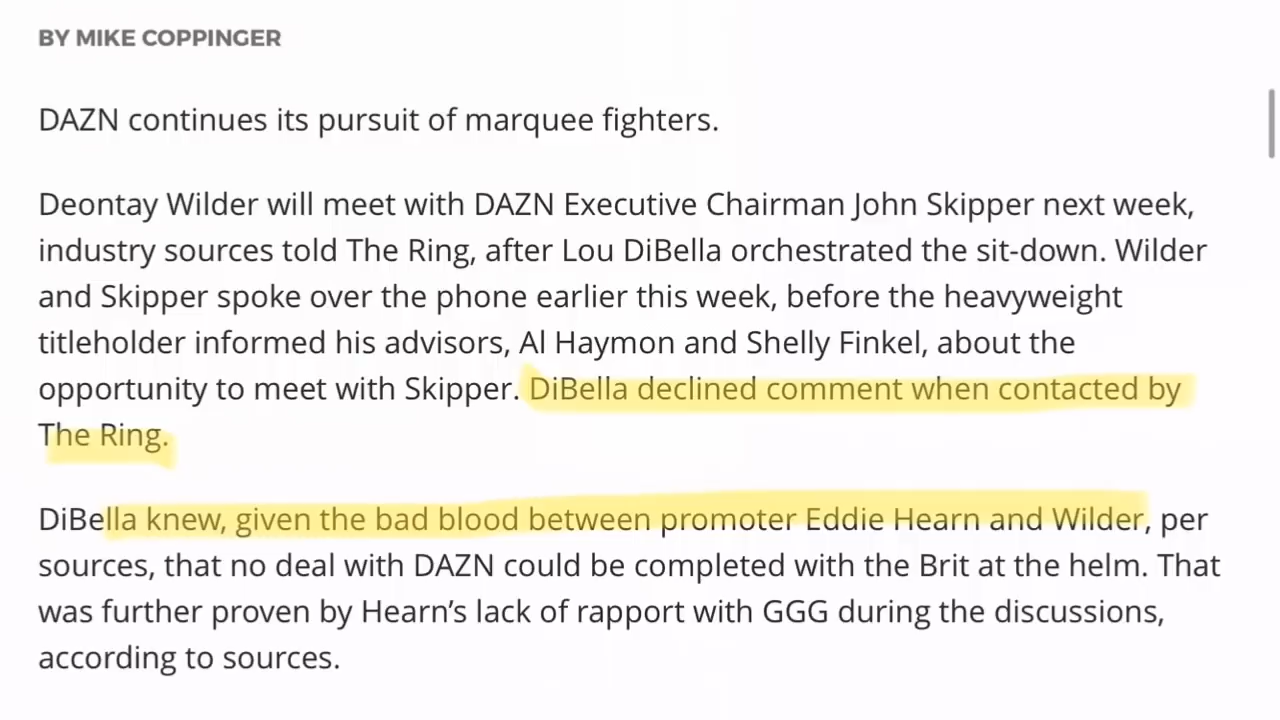 BY MIKE COPPINGER
DAZN continues its pursuit of marquee fighters.
Deontay Wilder will meet with DAZN Executive Chairman John Skipper next week,
industry sources told The Ring, after Lou DiBella orchestrated the sit-down. Wilder
and Skipper spoke over the phone earlier this week, before the heavyweight
titleholder informed his advisors, Al Haymon and Shelly Finkel, about the
opportunity to meet with Skipper. DiBella declined comment when contacted by
The Ring.
DiBella knew, given the bad blood between promoter Eddie Hearn and Wilder, per
sources, that no deal with DAZN could be completed with the Brit at the helm. That
was further proven by Hearn’s lack of rapport with GGG during the discussions,
according to sources.